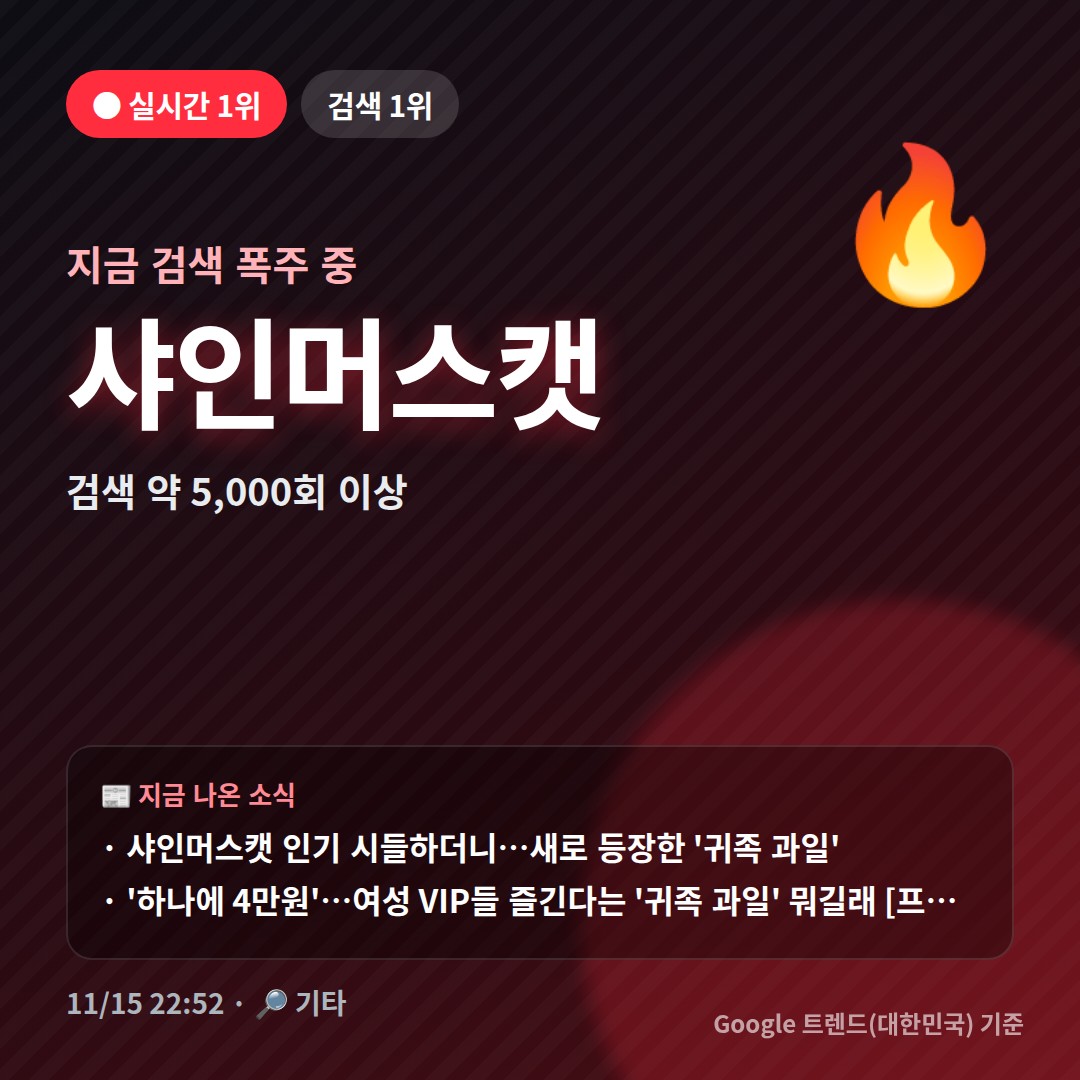 실시간 1위
검색 1위
지금 검색 폭주 중
샤인머스캣
검색 약 5,000회 이상
지금 나온 소식
· 샤인머스캣 인기 시들하더니…새로 등장한 '귀족 과일'
· '하나에 4만원'…여성 VIP들 즐긴다는 '귀족 과일' 뭐길래 [프…
11/15 22:52 · 🔎 기타
Google 트렌드(대한민국) 기준